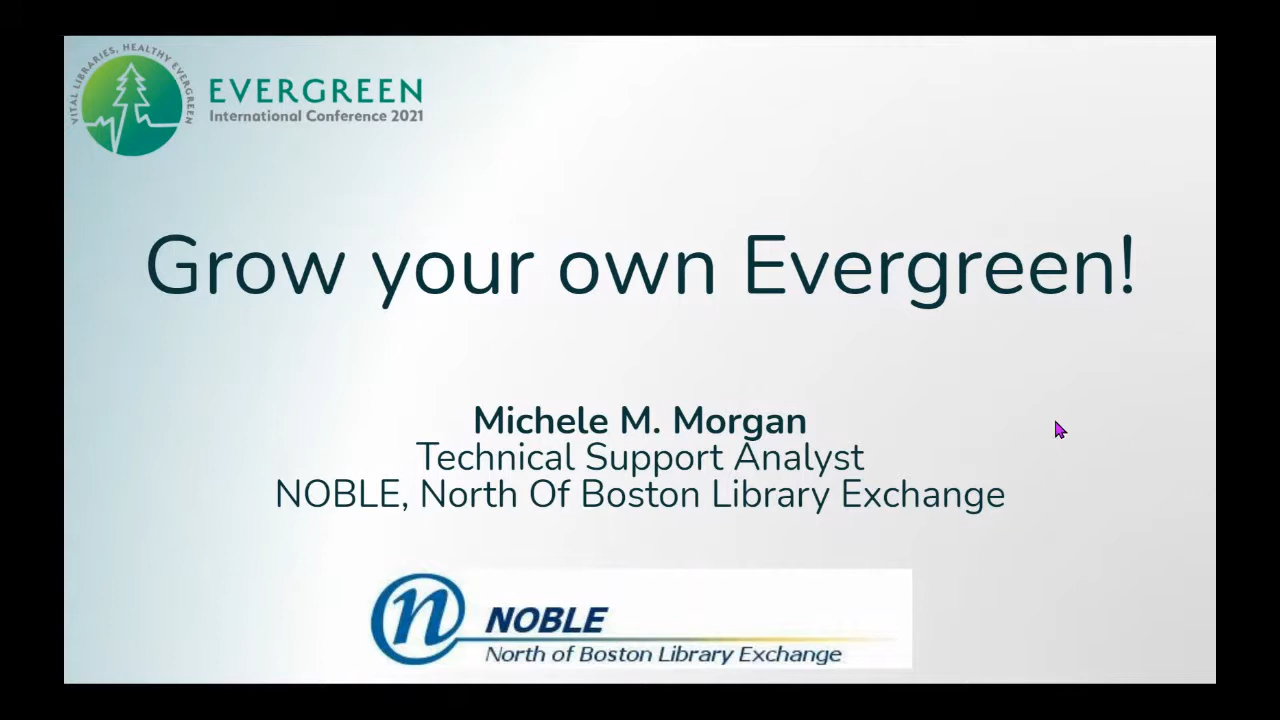 VITAL LIBRARIES, HEALTHY EVERGREEN
EVERGREEN
International Conference 2021
Grow your own Evergreen!
Michele M. Morgan
Technical Support Analyst
NOBLE, North Of Boston Library Exchange
n
NOBLE
North of Boston Library Exchange